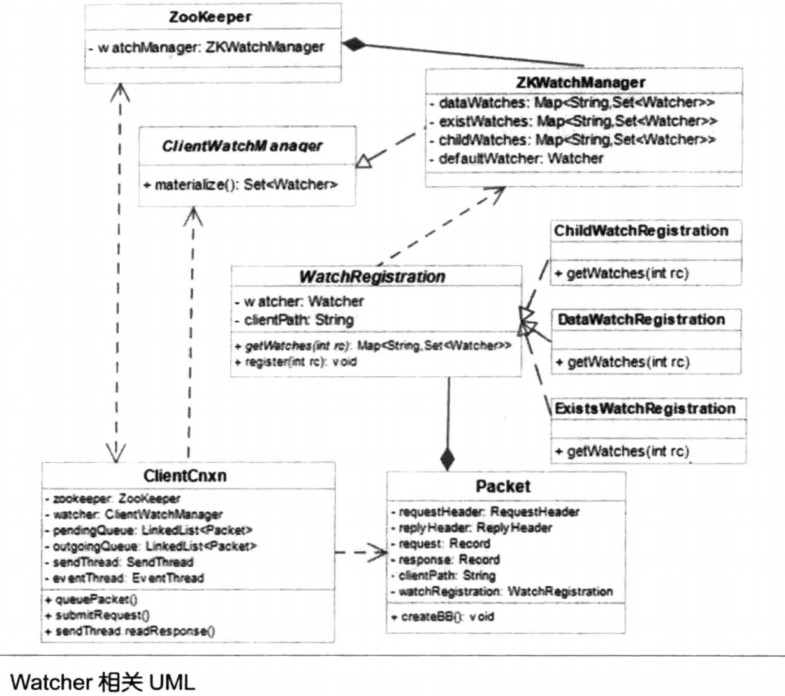 ZooKeeper
- watchManager: ZKWatchManager
ZKWatchManager
- dataWatches: Map<String,Set<Watcher>>
- existWatches: Map<String,Set<Watcher>>
- childWatches: Map<String,Set<Watcher>>
- defaultWatcher: Watcher
ClientWatchManager
+ materialize(): Set<Watcher>
ChildWatchRegistration
+ getWatches(int rc)
WatchRegistration
- watcher: Watcher
- clientPath: String
+ getWatches(int rc): Map<String,Set<Watcher>>
+ register(int rc): void
DataWatchRegistration
+ getWatches(int rc)
ExistsWatchRegistration
+ getWatches(int rc)
ClientCnxn
- zookeeper: ZooKeeper
- watcher: ClientWatchManager
- pendingQueue: LinkedList<Packet>
- outgoingQueue: LinkedList<Packet>
- sendThread: SendThread
- eventThread: EventThread
+ queuePacket()
+ submitRequest()
+ sendThread.readResponse()
Packet
- requestHeader: RequestHeader
- replyHeader: ReplyHeader
- request: Record
- response: Record
- clientPath: String
- watchRegistration: WatchRegistration
+ createBB(): void
Watcher 相关 UML